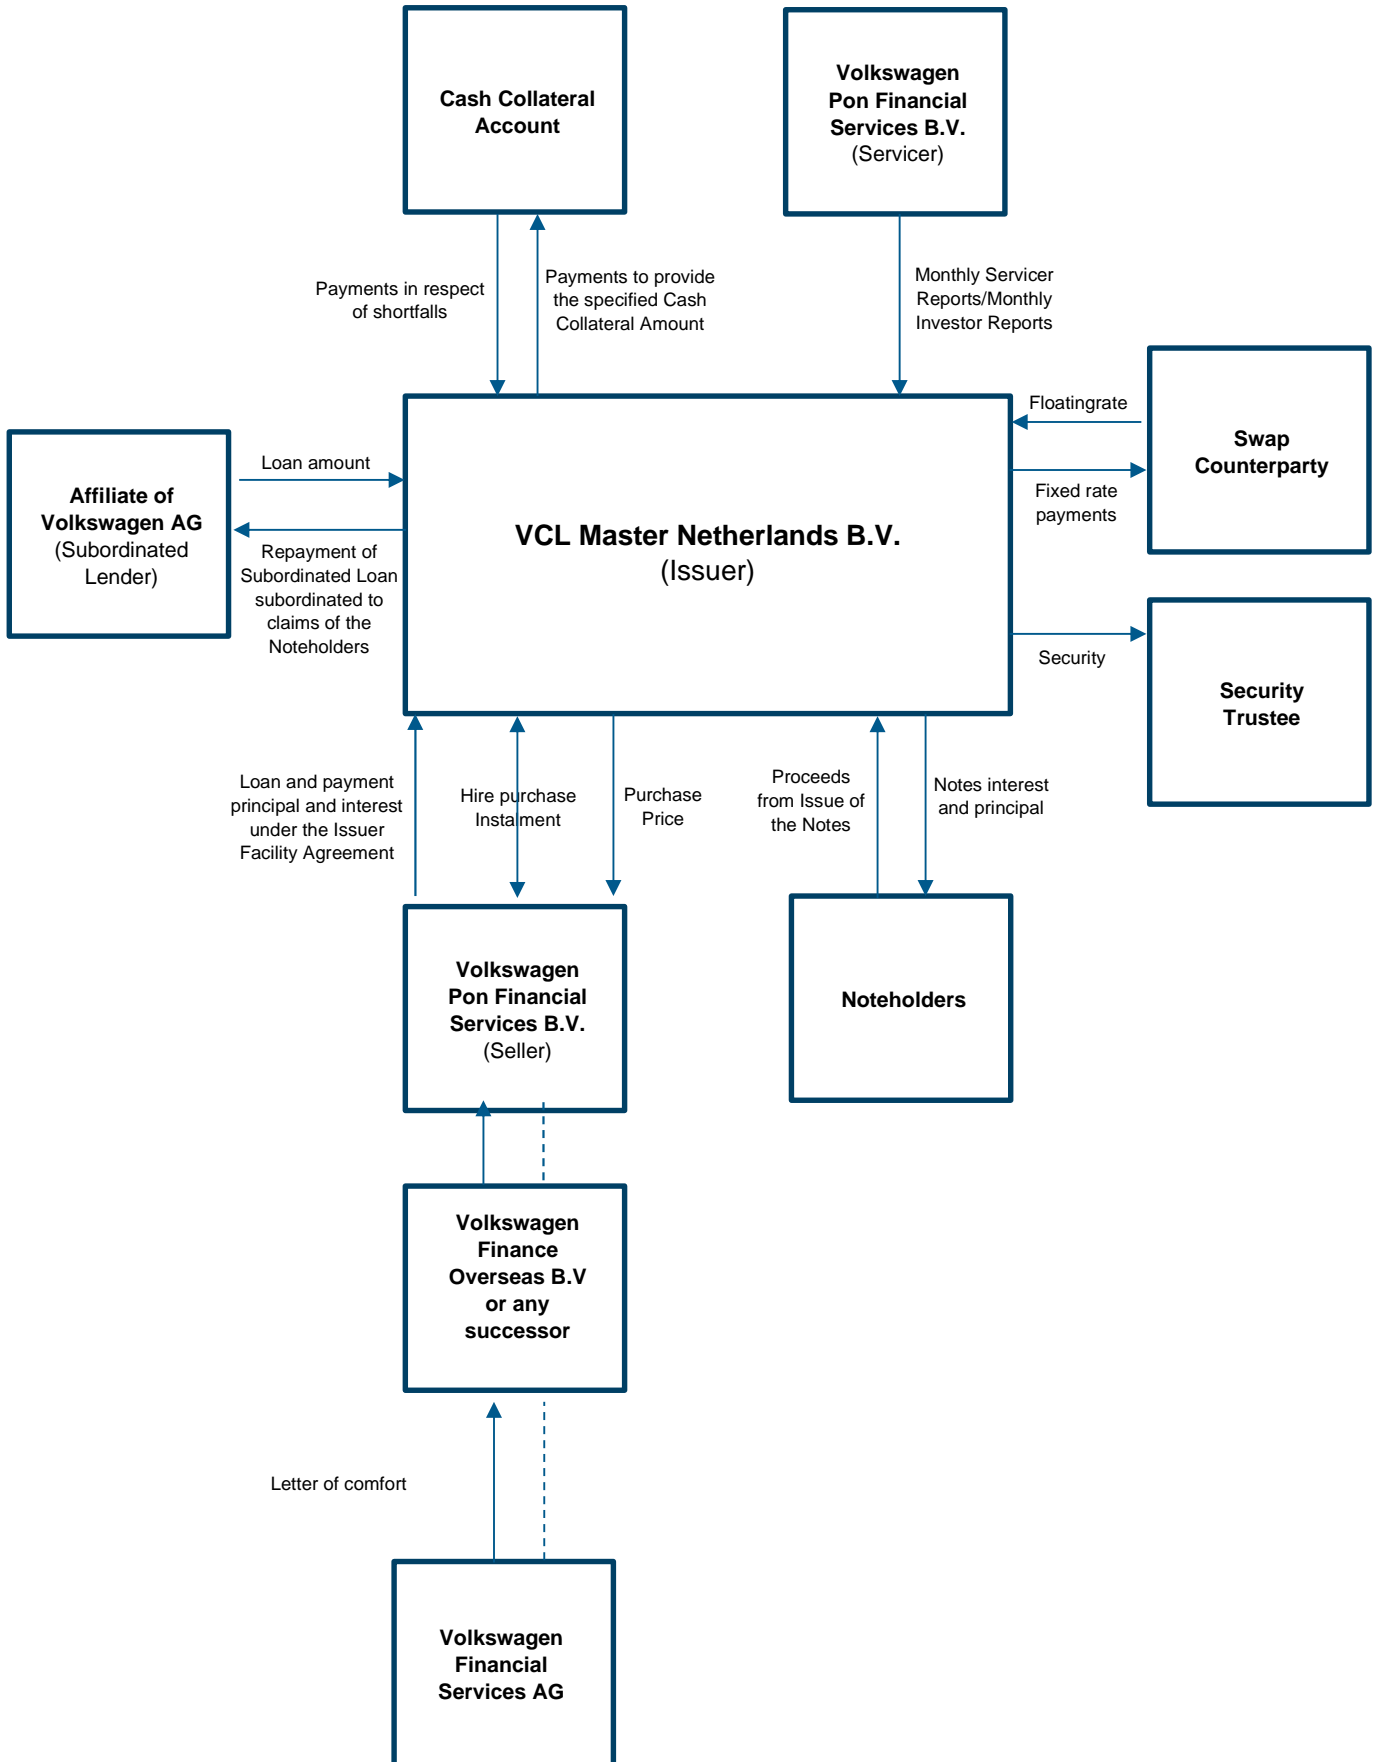 Cash Collateral
Account
Volkswagen
Pon Financial
Services B.V.
(Servicer)
Payments in respect
of shortfalls
Payments to provide
the specified Cash
Collateral Amount
Monthly Servicer
Reports/Monthly
Investor Reports
Affiliate of
Volkswagen AG
(Subordinated
Lender)
Loan amount
Repayment of
Subordinated Loan
subordinated to
claims of the
Noteholders
VCL Master Netherlands B.V.
(Issuer)
Floatingrate
Fixed rate
payments
Swap
Counterparty
Security
Security
Trustee
Loan and payment
principal and interest
under the Issuer
Facility Agreement
Hire purchase
Instalment
Purchase
Price
Proceeds
from Issue of
the Notes
Notes interest
and principal
Volkswagen
Pon Financial
Services B.V.
(Seller)
Noteholders
Volkswagen
Finance
Overseas B.V
or any
successor
Letter of comfort
Volkswagen
Financial
Services AG